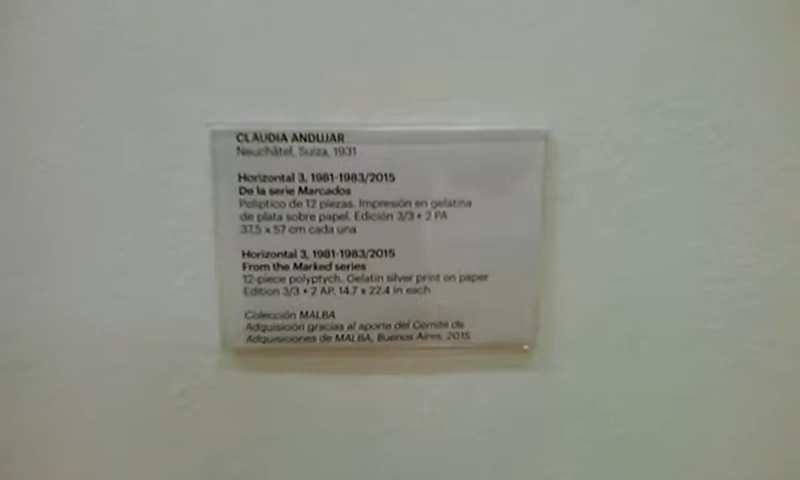 CLAUDIA ANDUJAR
Neuchâtel, Suiza, 1931
Horizontal 3, 1981-1983/2015
De la serie Marcados
Políptico de 12 piezas. Impresión en gelatina
de plata sobre papel. Edición 3/3 + 2 PA
37,5 x 57 cm cada una
Horizontal 3, 1981-1983/2015
From the Marked series
12-piece polyptych. Gelatin silver print on paper
Edition 3/3 + 2 AP. 14.7 x 22.4 in each
Colección MALBA
Adquisición gracias al aporte del Comité de
Adquisiciones de MALBA, Buenos Aires, 2015